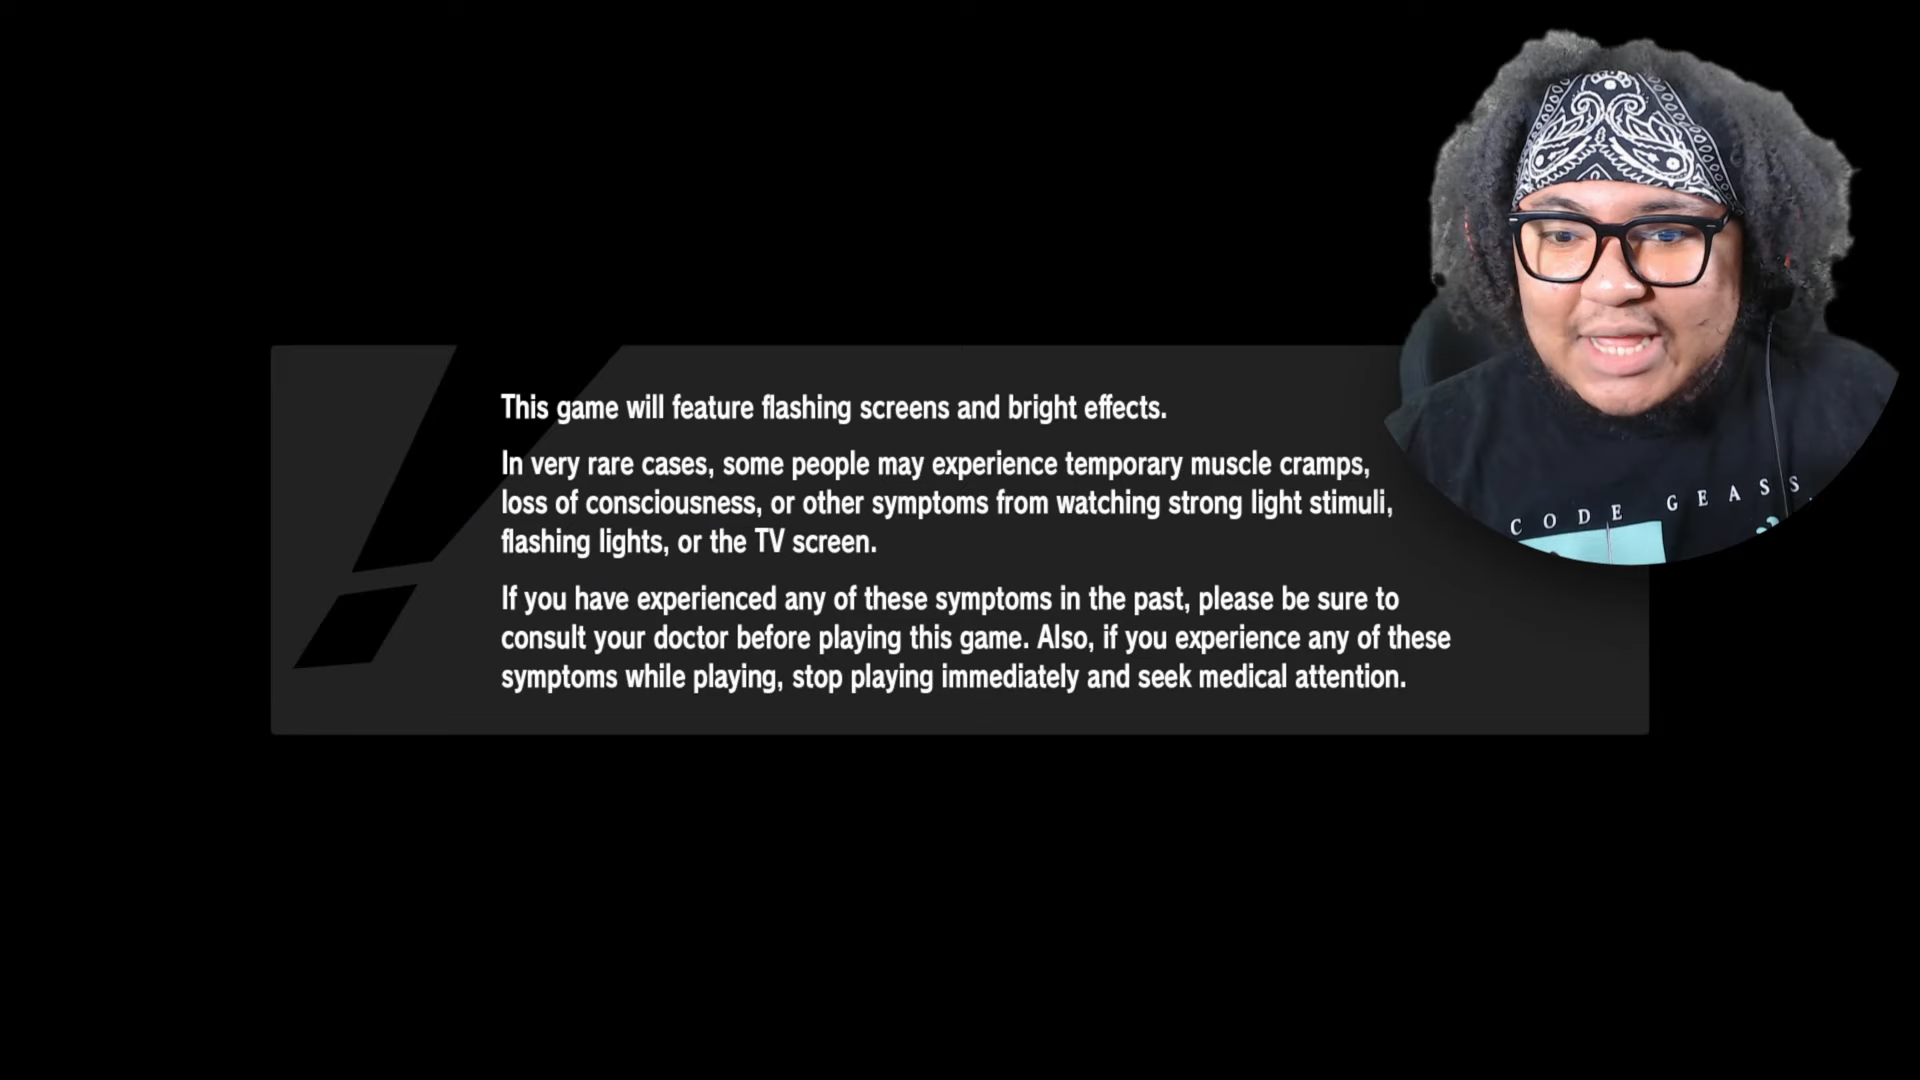 This game will feature flashing screens and bright effects.
In very rare cases, some people may experience temporary muscle cramps,
loss of consciousness, or other symptoms from watching strong light stimuli,
flashing lights, or the TV screen.
If you have experienced any of these symptoms in the past, please be sure to
consult your doctor before playing this game. Also, if you experience any of these
symptoms while playing, stop playing immediately and seek medical attention.
CODE GEASS